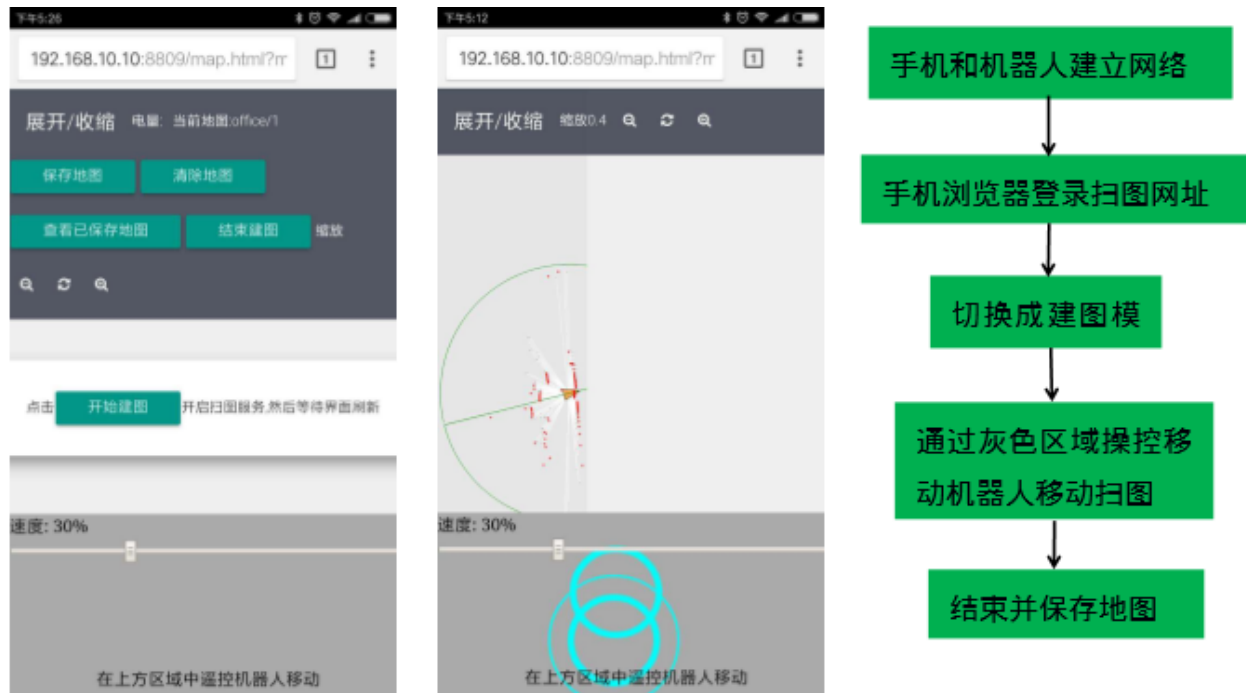 下午5:26
192.168.10.10:8809/map.html?m
1
展开/收缩 电量: 当前地图:office/1
保存地图 清除地图
查看已保存地图 结束建图 缩放
点击 开始建图 开启扫图服务,然后等待界面刷新
速度: 30%
在上方区域中遥控机器人移动
下午5:12
192.168.10.10:8809/map.html?m
1
展开/收缩 缩放0.4
速度: 30%
在上方区域中遥控机器人移动
手机和机器人建立网络
手机浏览器登录扫图网址
切换成建图模
通过灰色区域操控移
动机器人移动扫图
结束并保存地图